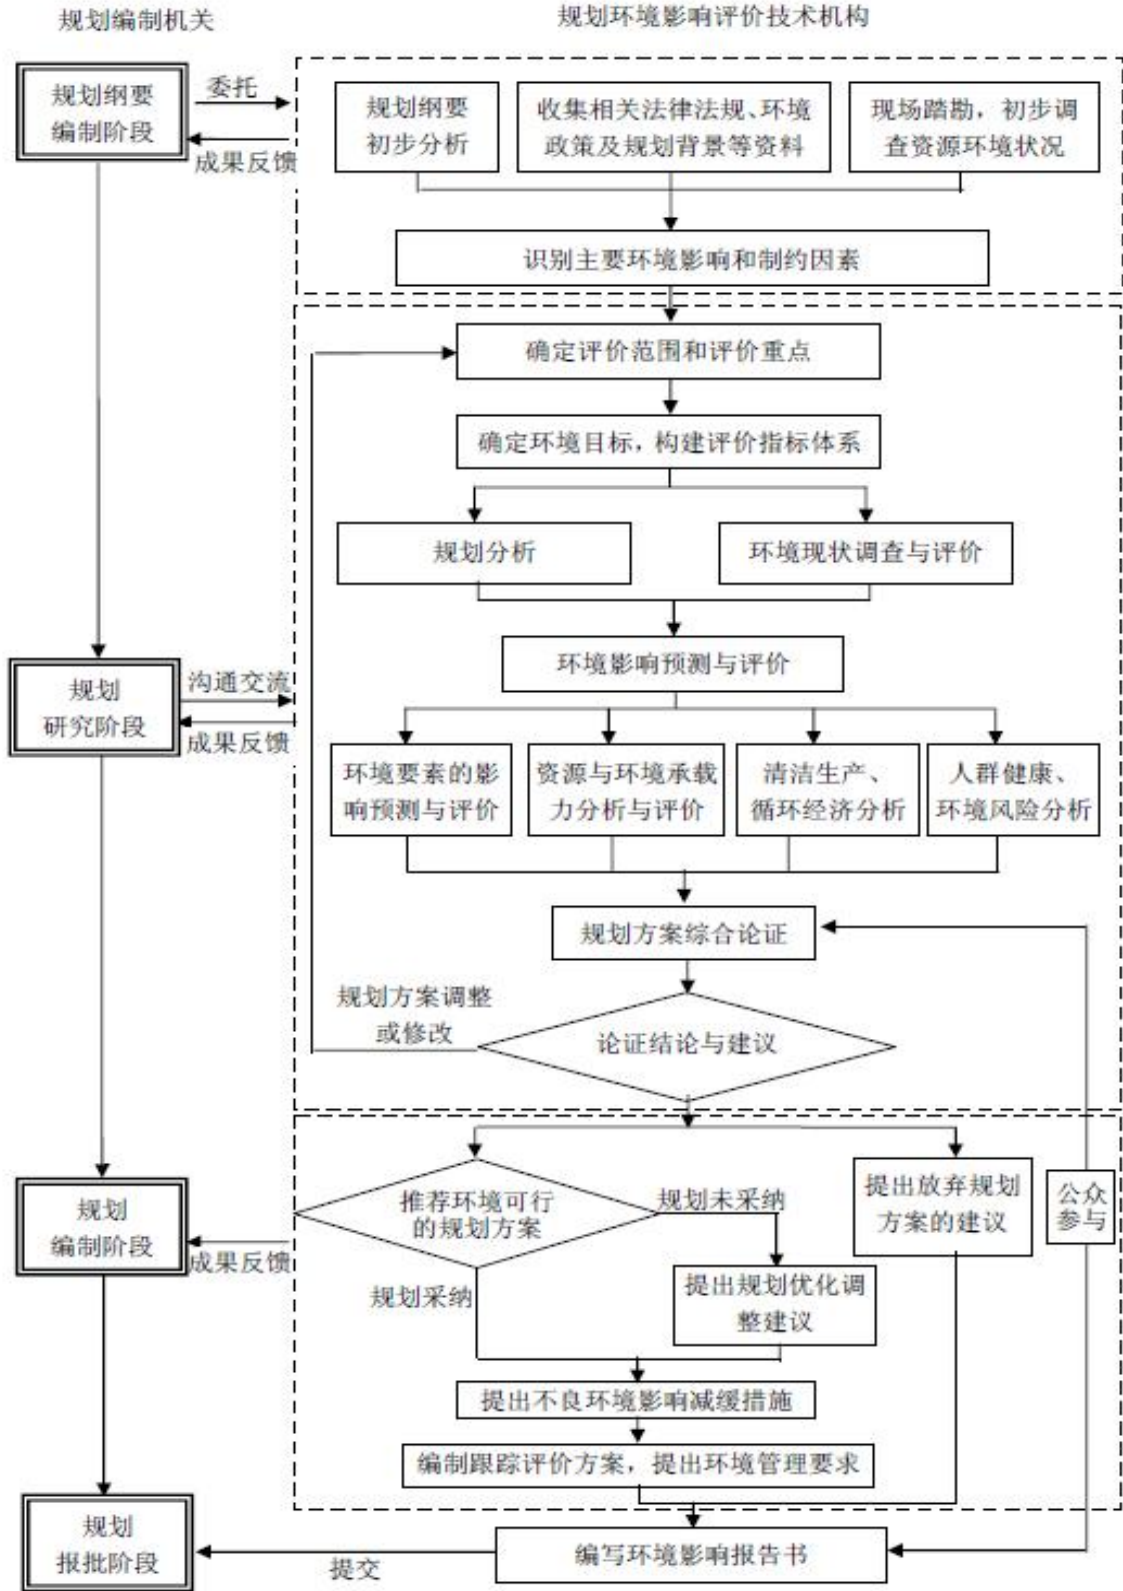 规划编制机关
规划环境影响评价技术机构
规划纲要
编制阶段
委托
成果反馈
规划纲要
初步分析
收集相关法律法规、环境
政策及规划背景等资料
现场踏勘，初步调
查资源环境状况
识别主要环境影响和制约因素
确定评价范围和评价重点
确定环境目标，构建评价指标体系
规划分析
环境现状调查与评价
环境影响预测与评价
规划
研究阶段
沟通交流
成果反馈
环境要素的影
响预测与评价
资源与环境承载
力分析与评价
清洁生产、
循环经济分析
人群健康、
环境风险分析
规划方案综合论证
规划方案调整
或修改
论证结论与建议
规划
编制阶段
成果反馈
推荐环境可行
的规划方案
规划未采纳
规划采纳
提出放弃规划
方案的建议
公众
参与
提出规划优化调
整建议
提出不良环境影响减缓措施
编制跟踪评价方案，提出环境管理要求
规划
报批阶段
提交
编写环境影响报告书